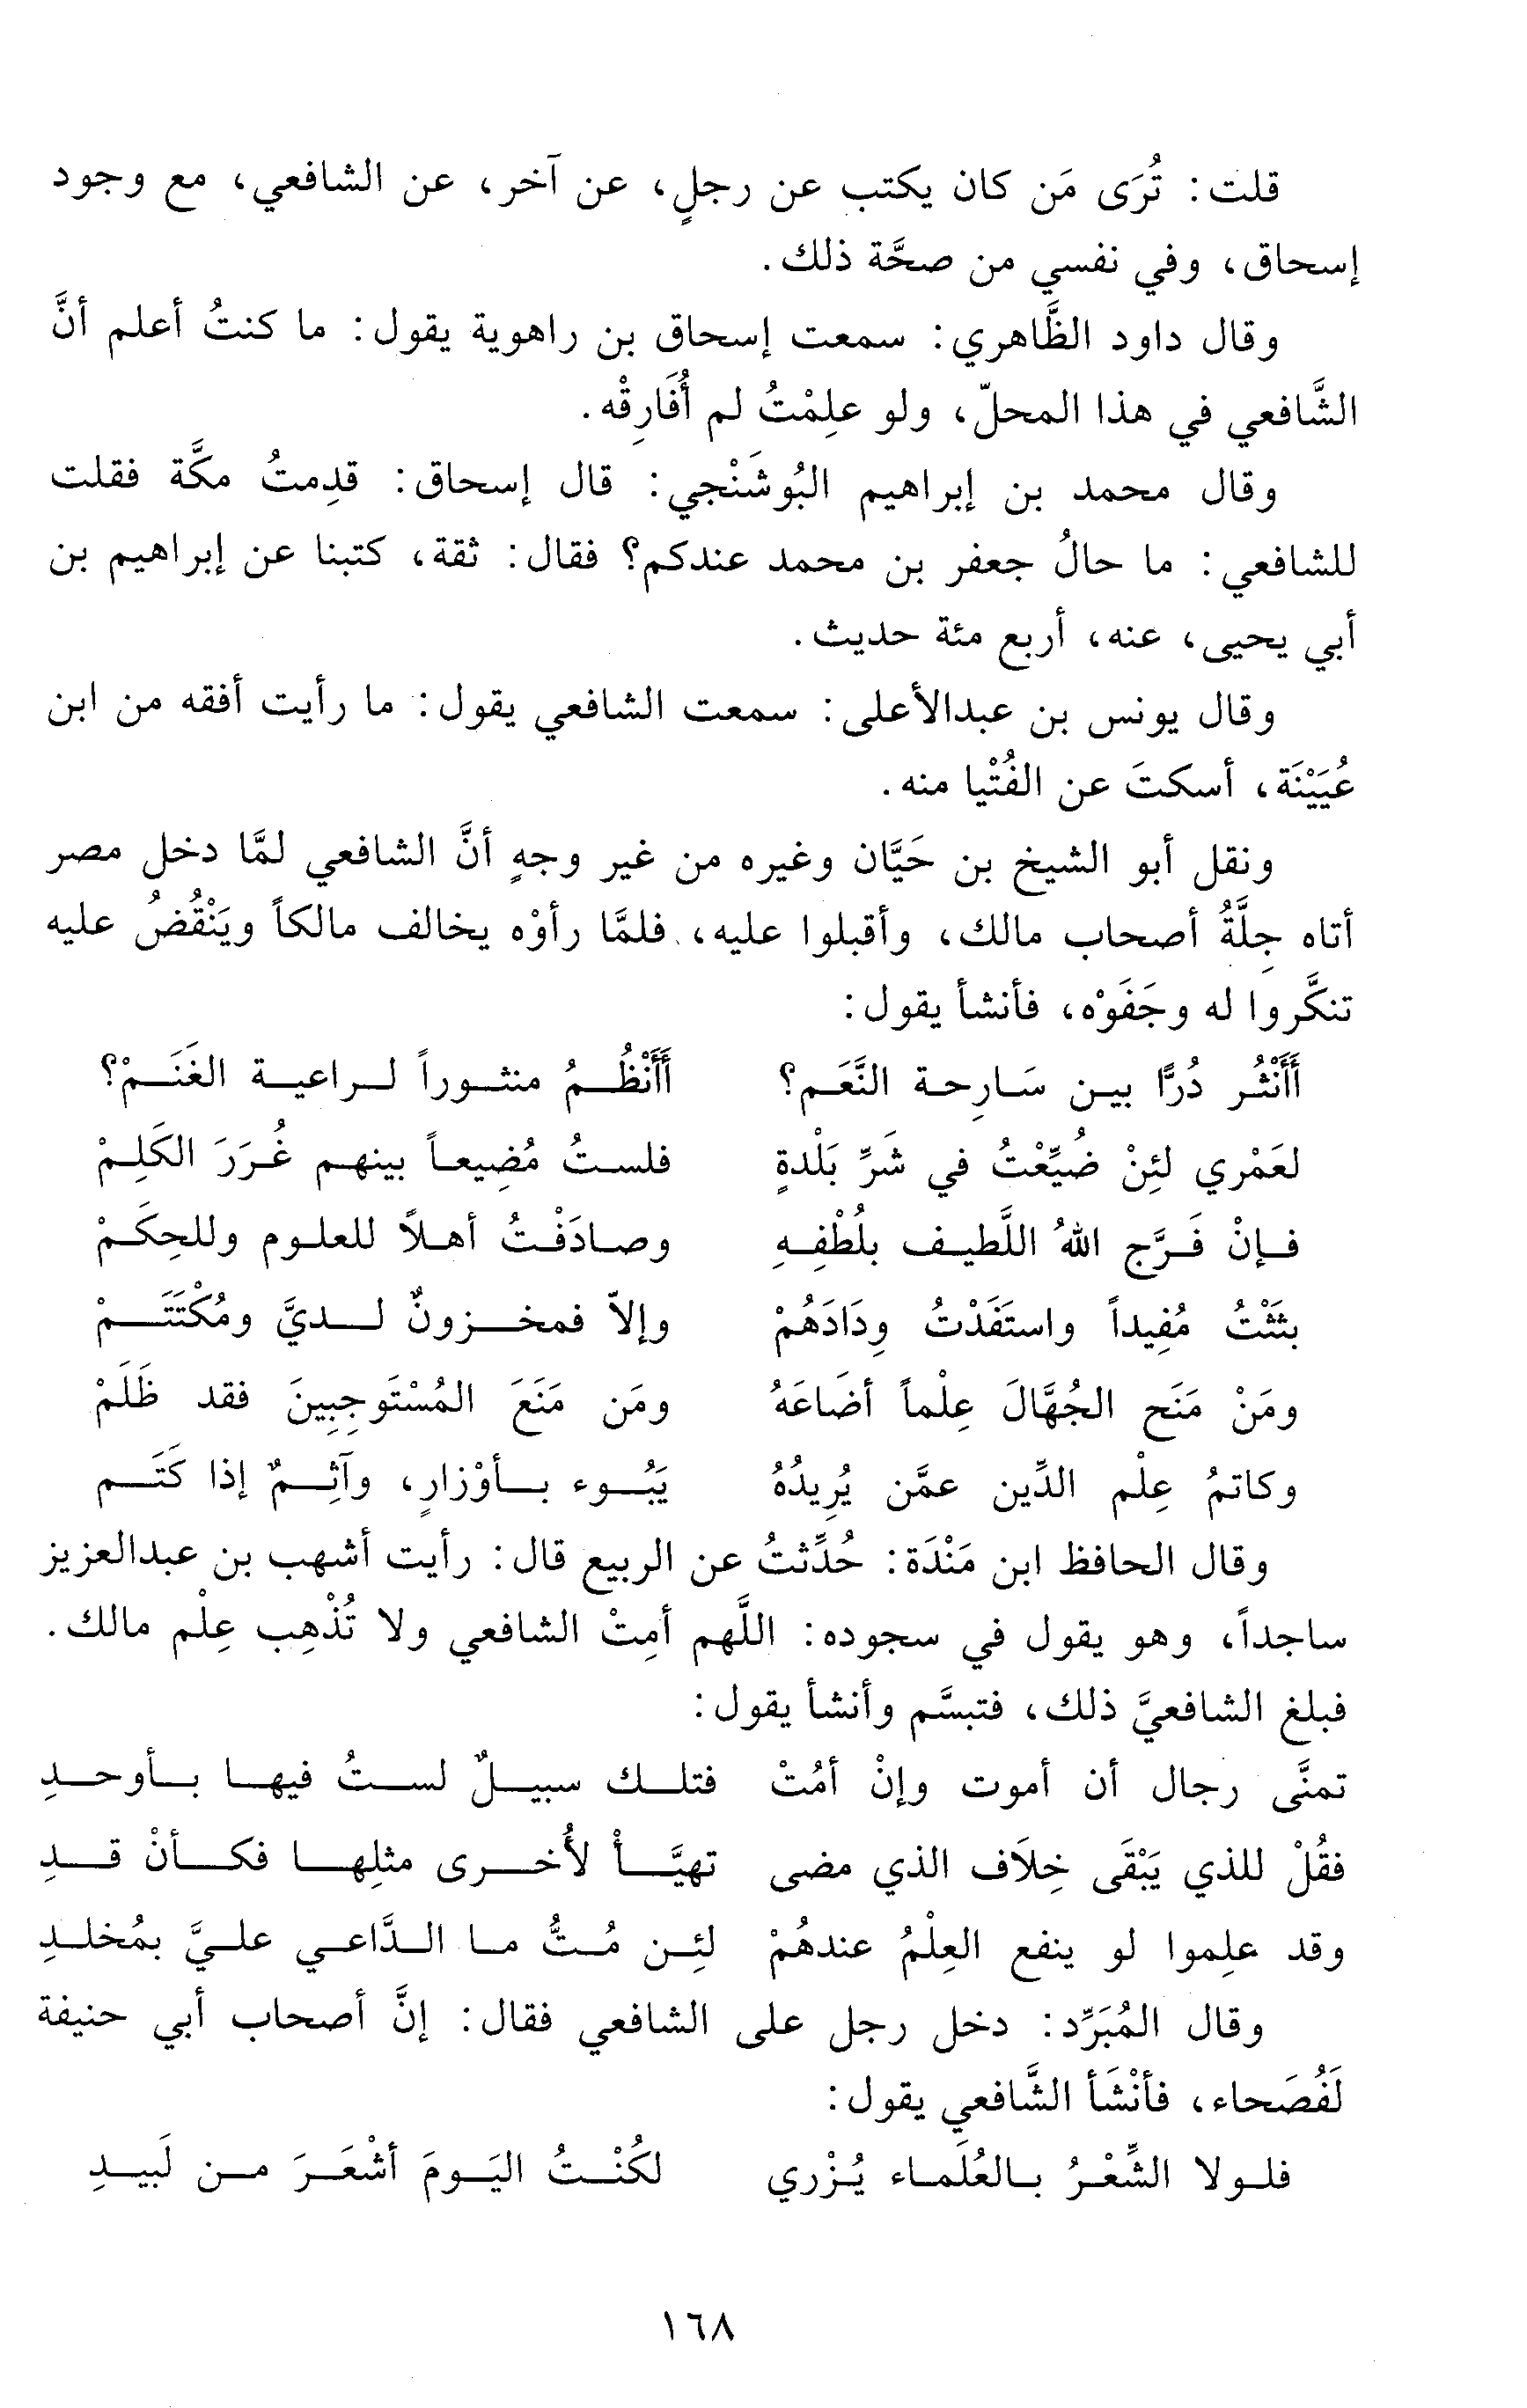 قلت: تُرَى مَن كان يكتب عن رجلٍ، عن آخر، عن الشافعي، مع وجود
إسحاق، وفي نفسي من صحَّة ذلك.
وقال داود الظَّاهري: سمعت إسحاق بن راهوية يقول: ما كنتُ أعلم أنَّ
الشَّافعي في هذا المحلّ، ولو علِمْتُ لم أُفَارِقْه.
وقال محمد بن إبراهيم البُوشَنْجي: قال إسحاق: قدِمتُ مكَّة فقلت
للشافعي: ما حالُ جعفر بن محمد عندكم؟ فقال: ثقة، كتبنا عن إبراهيم بن
أبي يحيى، عنه، أربع مئة حديث.
وقال يونس بن عبدالأعلى: سمعت الشافعي يقول: ما رأيت أفقه من ابن
عُيَيْنَة، أسكتَ عن الفُتْيا منه.
ونقل أبو الشيخ بن حَيَّان وغيره من غير وجهٍ أنَّ الشافعي لمَّا دخل مصر
أتاه جِلَّةُ أصحاب مالك، وأقبلوا عليه، فلمَّا رأوْه يخالف مالكاً ويَنْقُضُ عليه
تنكَّروا له وجَفَوْه، فأنشأ يقول:
أَأَنْثُر دُرًّا بين سَارِحة النَّعَم؟ أَأَنْظُمُ منثوراً لراعية الغَنَمْ؟
لعَمْري لئِنْ ضُيِّعْتُ في شَرِّ بَلْدةٍ فلستُ مُضِيعاً بينهم غُرَرَ الكَلِمْ
فإنْ فَرَّج اللهُ اللَّطيف بلُطْفِهِ وصادَفْتُ أهلاً للعلوم وللحِكَمْ
بثَثْتُ مُفِيداً واستَفَدْتُ وِدَادَهُمْ وإلاّ فمخزونٌ لديَّ ومُكْتَتَمْ
ومَنْ مَنَح الجُهَّالَ عِلْماً أضَاعَهُ ومَن مَنَعَ المُسْتَوجِبِينَ فقد ظَلَمْ
وكاتمُ عِلْم الدِّين عمَّن يُرِيدُهُ يَبُوء بأوْزارٍ، وآثِمٌ إذا كَتَم
وقال الحافظ ابن مَنْدَة: حُدِّثتُ عن الربيع قال: رأيت أشهب بن عبدالعزيز
ساجداً، وهو يقول في سجوده: اللَّهم أمِتْ الشافعي ولا تُذْهِب عِلْم مالك.
فبلغ الشافعيَّ ذلك، فتبسَّم وأنشأ يقول:
تمنَّى رجال أن أموت وإنْ أمُتْ فتلك سبيلٌ لستُ فيها بأوحدِ
فقُلْ للذي يَبْقَى خِلَاف الذي مضى تهيَّأْ لأُخرى مثلِها فكأنْ قدِ
وقد علِموا لو ينفع العِلْمُ عندهُمْ لئِن مُتُّ ما الدَّاعي عليَّ بمُخلدِ
وقال المُبَرِّد: دخل رجل على الشافعي فقال: إنَّ أصحاب أبي حنيفة
لَفُصَحاء، فأنْشَأ الشَّافعي يقول:
فلولا الشِّعْرُ بالعُلَماء يُزْري لكُنْتُ اليَومَ أشْعَرَ من لَبيدِ
١٦٨